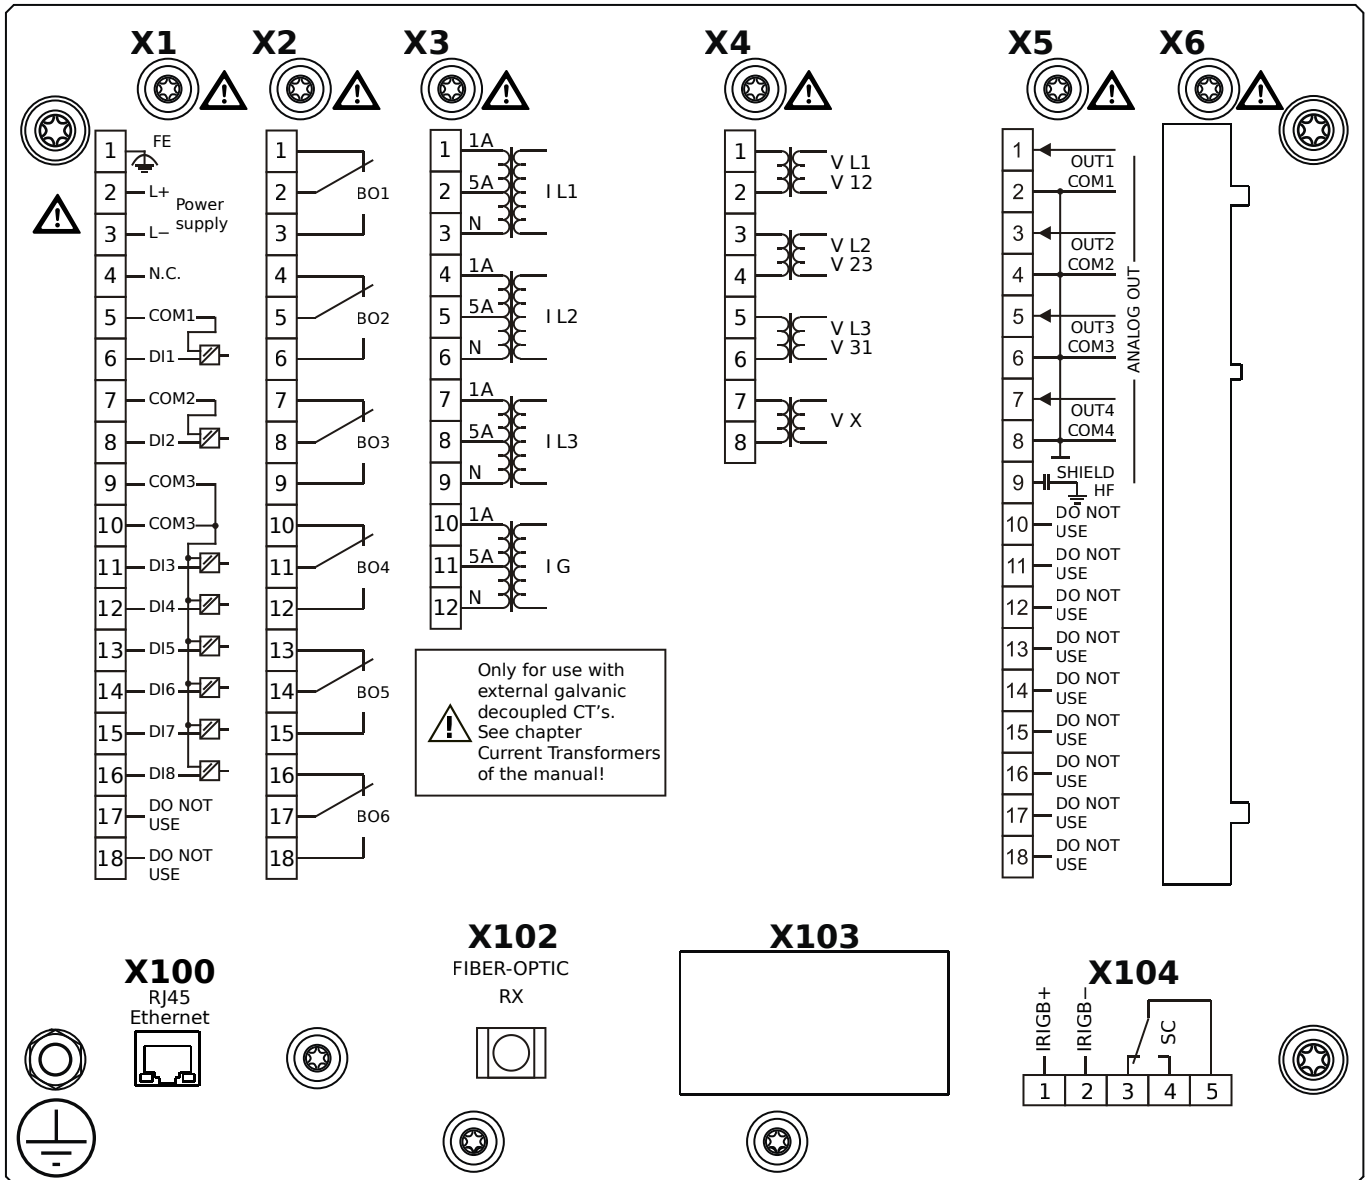 X1
X2
X3
X4
X5
X6
1
FE
2
L+
Power
supply
3
L−
4
N.C.
5
COM1
6
DI1
7
COM2
8
DI2
9
COM3
10
COM3
11
DI3
12
DI4
13
DI5
14
DI6
15
DI7
16
DI8
17
DO NOT
USE
18
DO NOT
USE
1
2
BO1
3
4
5
BO2
6
7
8
BO3
9
10
11
BO4
12
13
14
BO5
15
16
17
BO6
18
1
1A
2
5A
I L1
3
N
4
1A
5
5A
I L2
6
N
7
1A
8
5A
I L3
9
N
10
1A
11
5A
I G
12
N
Only for use with
external galvanic
decoupled CT's.
See chapter
Current Transformers
of the manual!
1
V L1
2
V 12
3
V L2
4
V 23
5
V L3
6
V 31
7
V X
8
1
OUT1
2
COM1
3
OUT2
4
COM2
5
OUT3
6
COM3
7
OUT4
8
COM4
ANALOG OUT
9
SHIELD
HF
10
DO NOT
USE
11
DO NOT
USE
12
DO NOT
USE
13
DO NOT
USE
14
DO NOT
USE
15
DO NOT
USE
16
DO NOT
USE
17
DO NOT
USE
18
DO NOT
USE
X100
RJ45
Ethernet
X102
FIBER-OPTIC
RX
X103
X104
IRIGB+
IRIGB−
SC
1 2 3 4 5